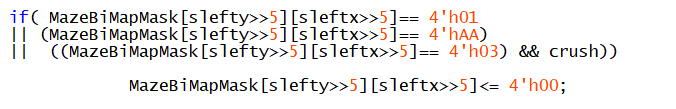 if( MazeBiMapMask[slefty>>5][sleftx>>5]== 4'h01
|| (MazeBiMapMask[slefty>>5][sleftx>>5]== 4'hAA)
||  ((MazeBiMapMask[slefty>>5][sleftx>>5]== 4'h03) && crush))
MazeBiMapMask[slefty>>5][sleftx>>5]<= 4'h00;